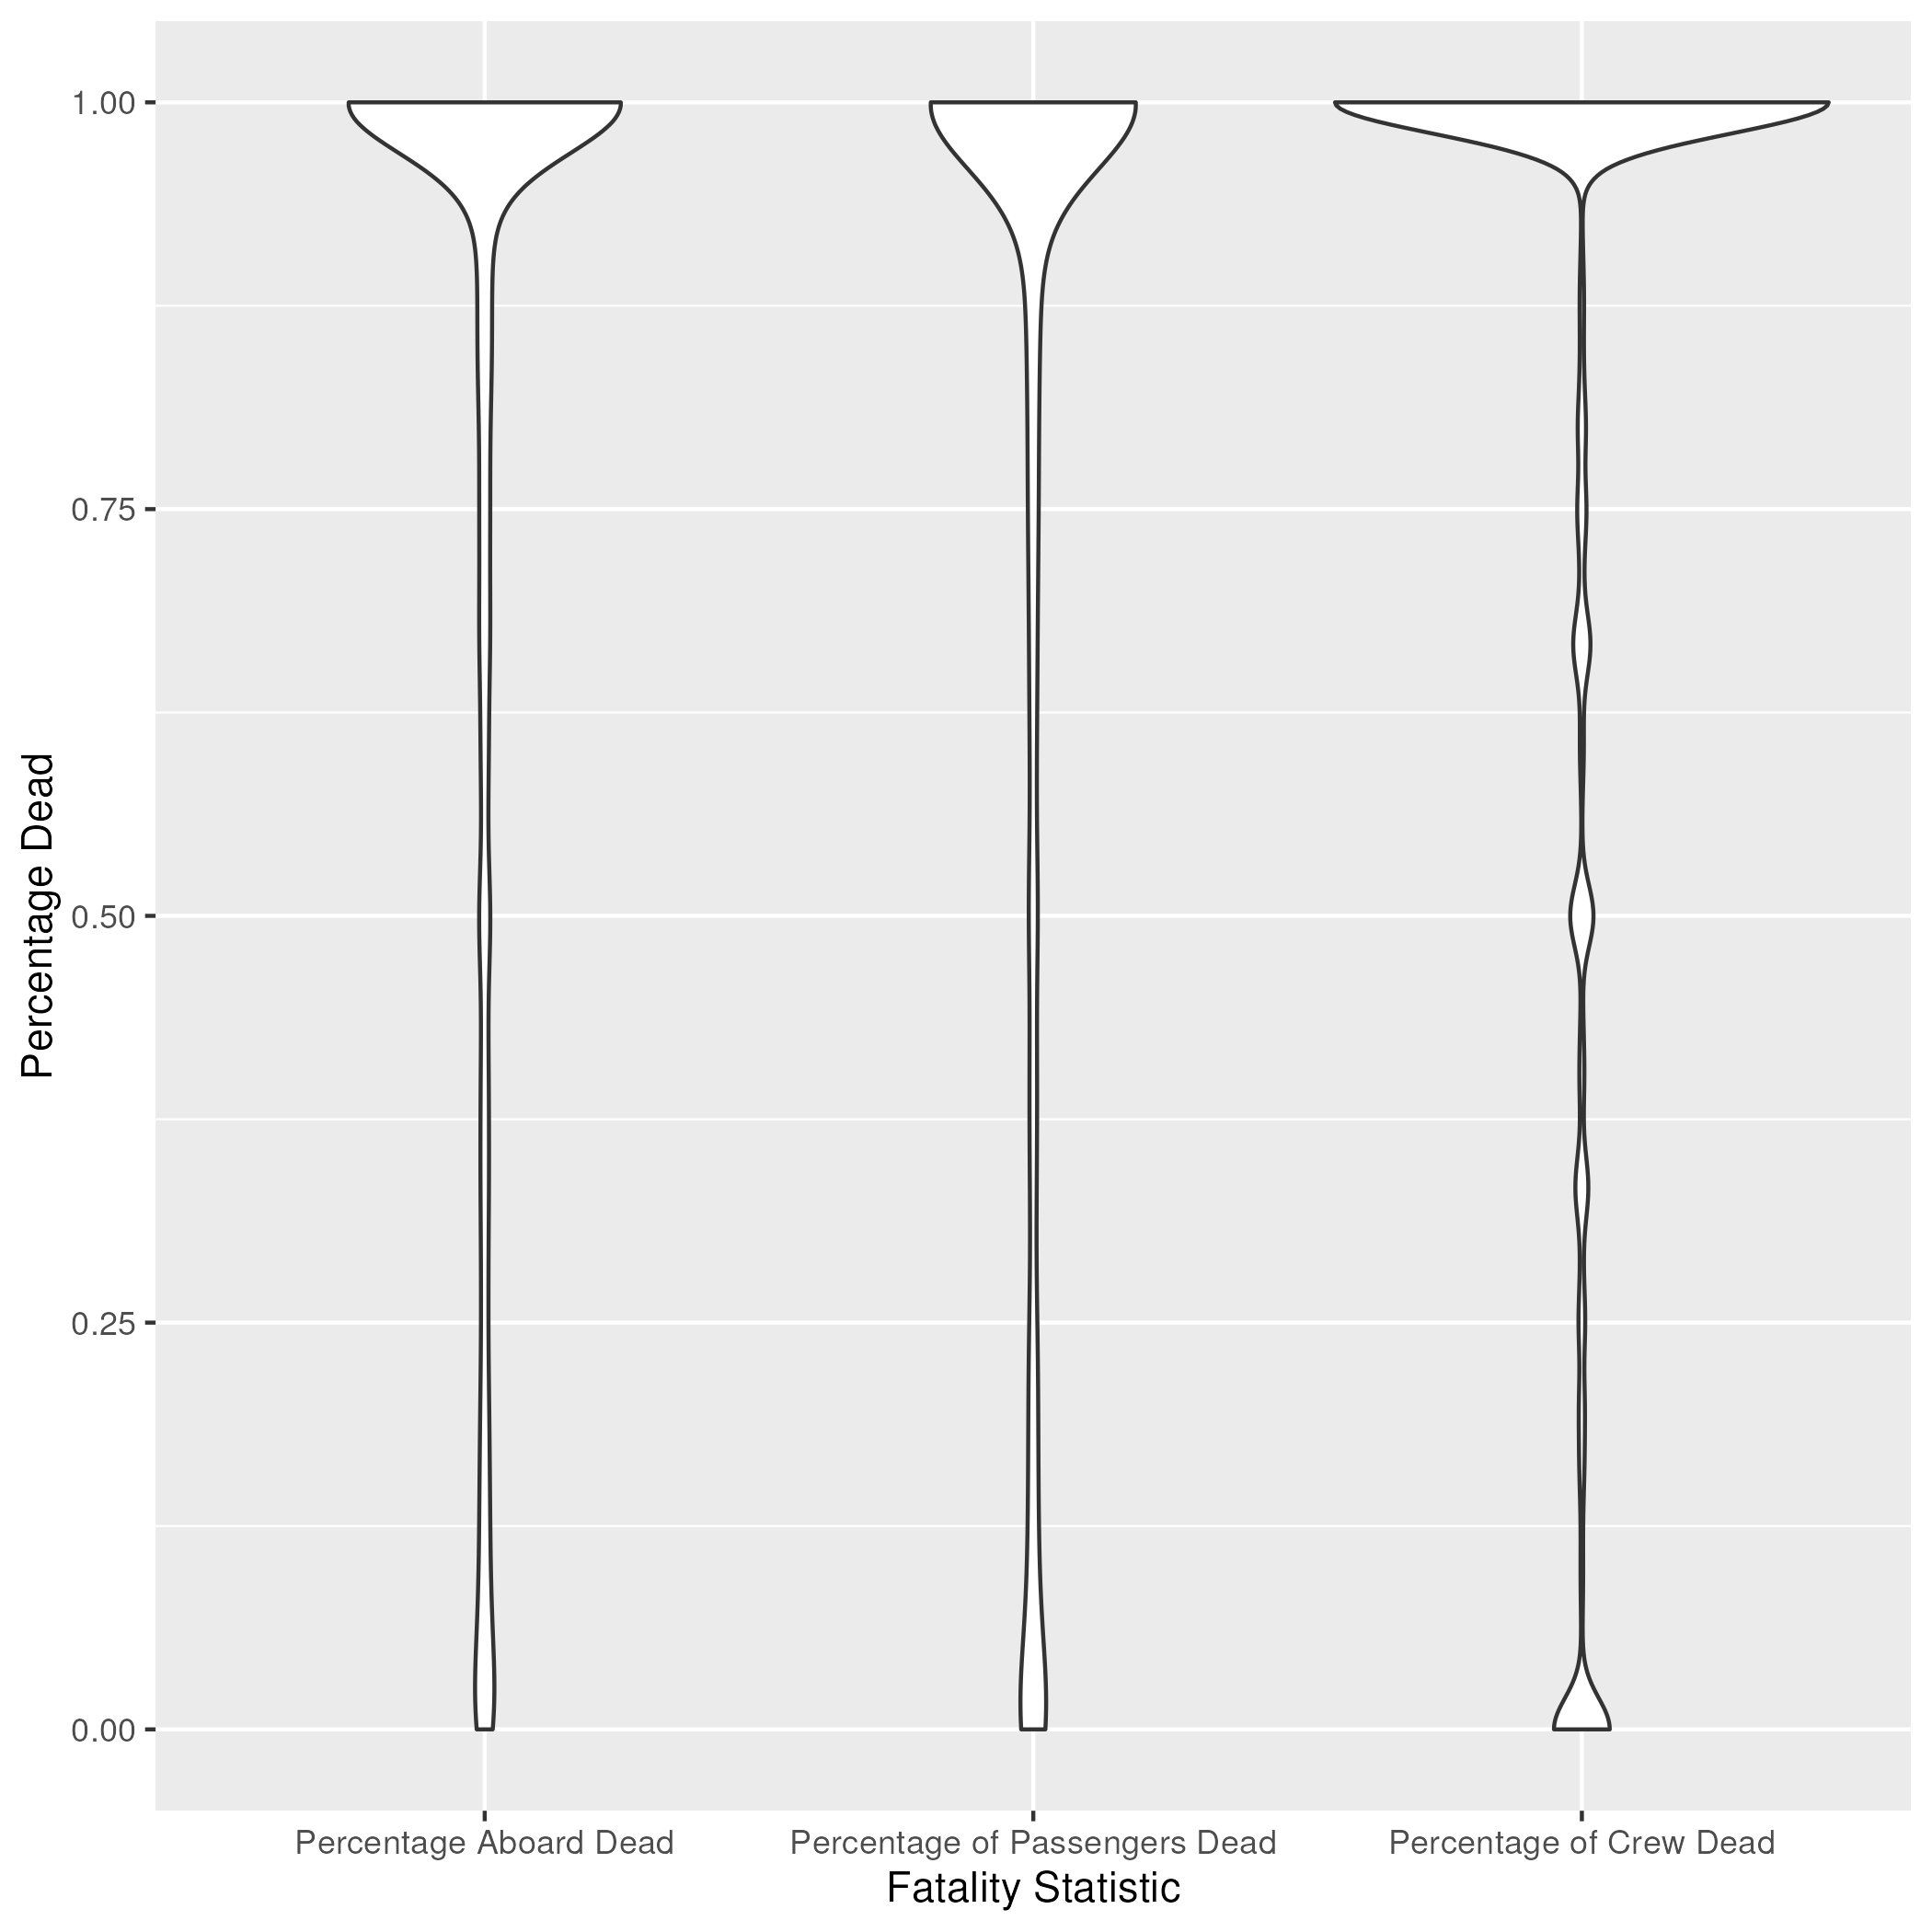 1.00
0.75
0.50
0.25
0.00
Percentage Dead
Percentage Aboard Dead
Percentage of Passengers Dead
Percentage of Crew Dead
Fatality Statistic